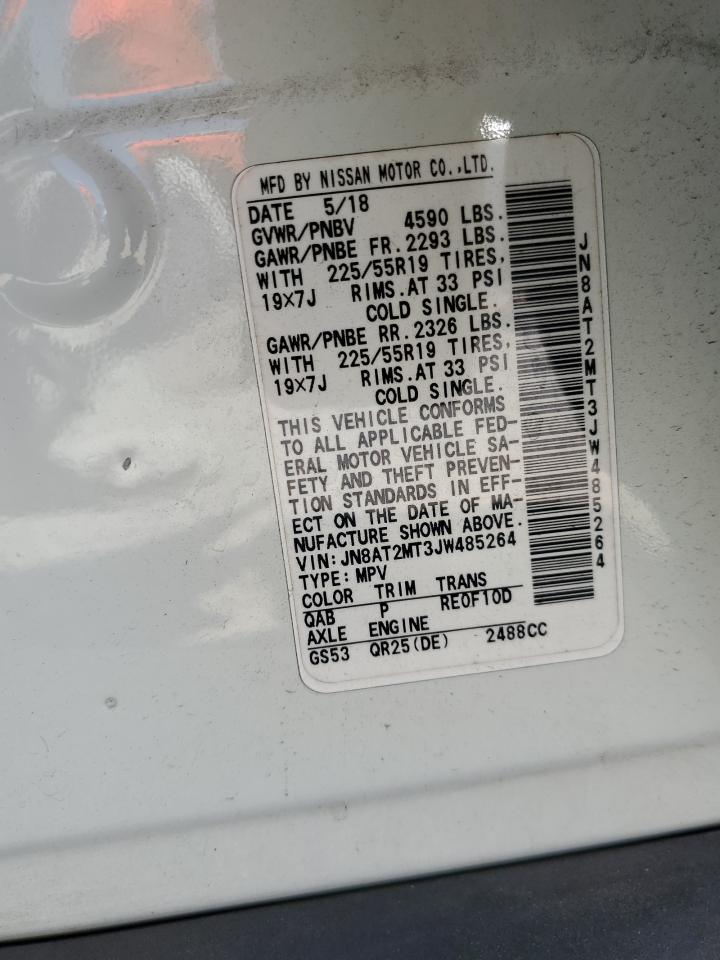 MFD BY NISSAN MOTOR CO.,LTD.
DATE 5/18
GVWR/PNBV 4590 LBS.
GAWR/PNBE FR. 2293 LBS.
WITH 225/55R19 TIRES,
19×7J RIMS.AT 33 PSI
COLD SINGLE.
GAWR/PNBE RR. 2326 LBS.
WITH 225/55R19 TIRES,
19×7J RIMS.AT 33 PSI
COLD SINGLE.
THIS VEHICLE CONFORMS
TO ALL APPLICABLE FED-
ERAL MOTOR VEHICLE SA-
FETY AND THEFT PREVEN-
TION STANDARDS IN EFF-
ECT ON THE DATE OF MA-
NUFACTURE SHOWN ABOVE.
VIN:JN8AT2MT3JW485264
TYPE:MPV
COLOR TRIM TRANS
QAB P RE0F10D
AXLE ENGINE
GS53 QR25(DE) 2488CC
JN8AT2MT3JW485264